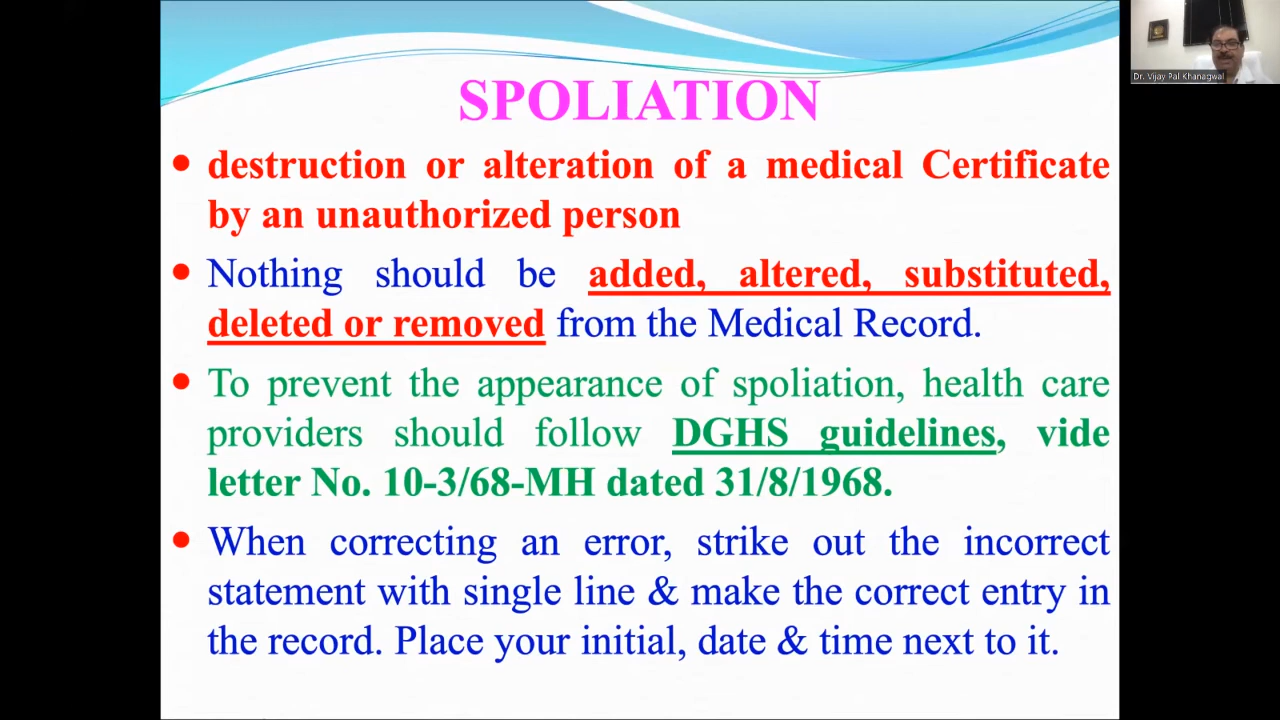 SPOLIATION
• destruction or alteration of a medical Certificate
by an unauthorized person
• Nothing should be added, altered, substituted,
deleted or removed from the Medical Record.
• To prevent the appearance of spoliation, health care
providers should follow DGHS guidelines, vide
letter No. 10-3/68-MH dated 31/8/1968.
• When correcting an error, strike out the incorrect
statement with single line & make the correct entry in
the record. Place your initial, date & time next to it.
Dr. Vijay Pal Khanagwal